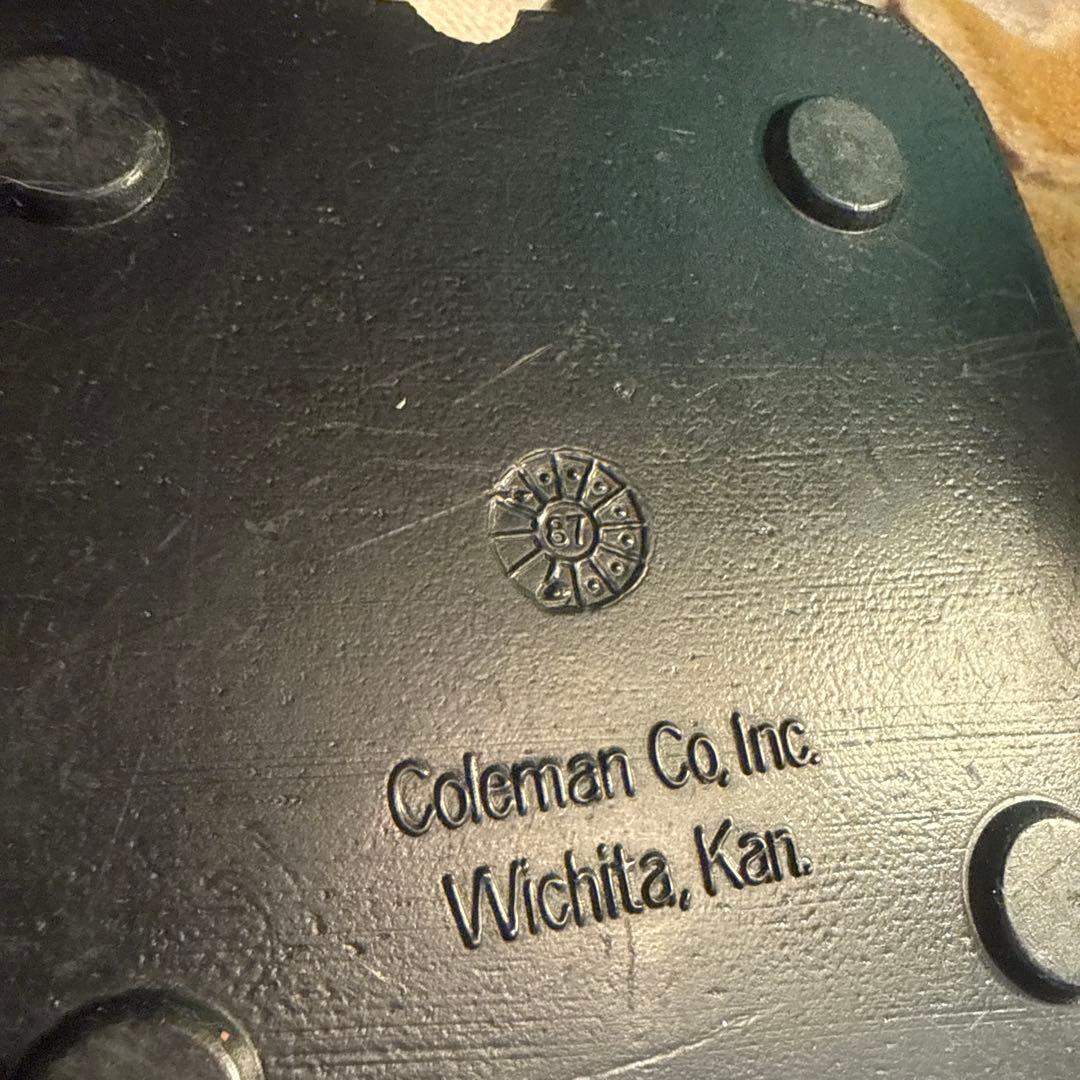 87
Coleman Co, Inc.
Wichita, Kan.